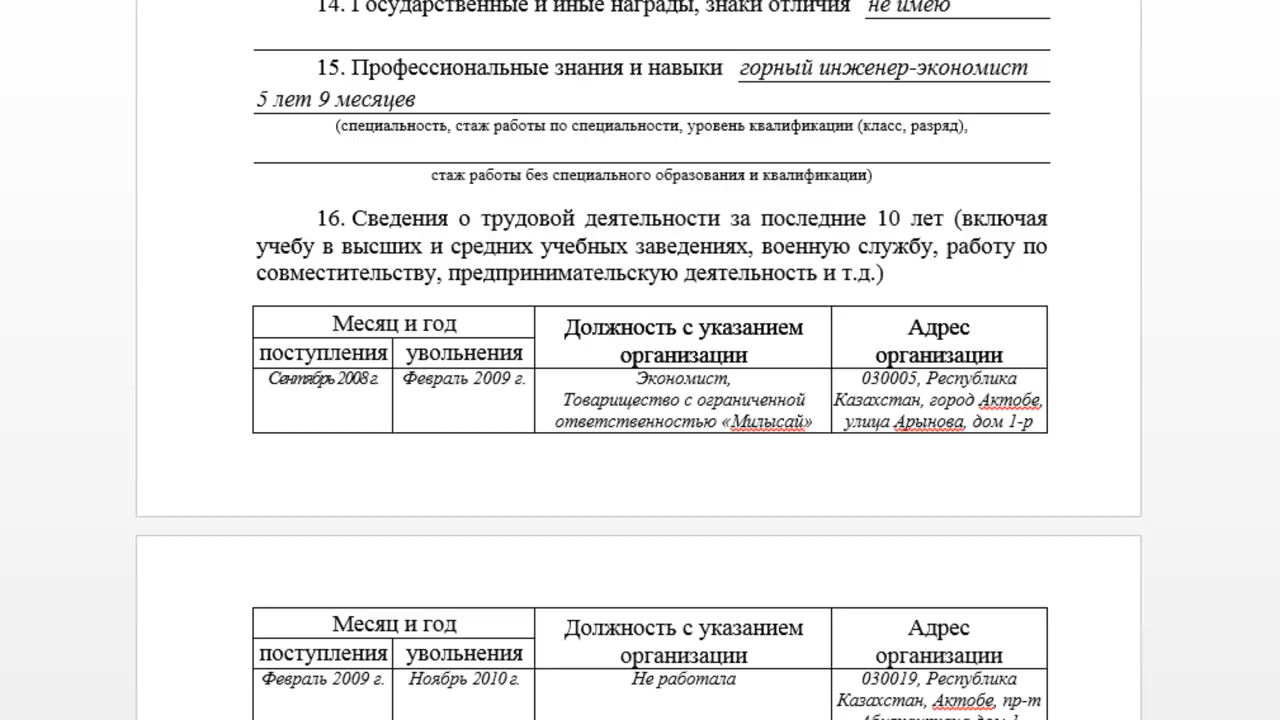 14. Государственные и иные награды, знаки отличия не имею
15. Профессиональные знания и навыки горный инженер-экономист
5 лет 9 месяцев
(специальность, стаж работы по специальности, уровень квалификации (класс, разряд),
стаж работы без специального образования и квалификации)
16. Сведения о трудовой деятельности за последние 10 лет (включая
учебу в высших и средних учебных заведениях, военную службу, работу по
совместительству, предпринимательскую деятельность и т.д.)
Месяц и год
Должность с указанием
организации
Адрес
организации
поступления
увольнения
Сентябрь 2008 г.
Февраль 2009 г.
Экономист,
Товарищество с ограниченной
ответственностью «Милысай»
030005, Республика
Казахстан, город Актобе,
улица Арынова, дом 1-р
Месяц и год
Должность с указанием
организации
Адрес
организации
поступления
увольнения
Февраль 2009 г.
Ноябрь 2010 г.
Не работала
030019, Республика
Казахстан, Актобе, пр-т